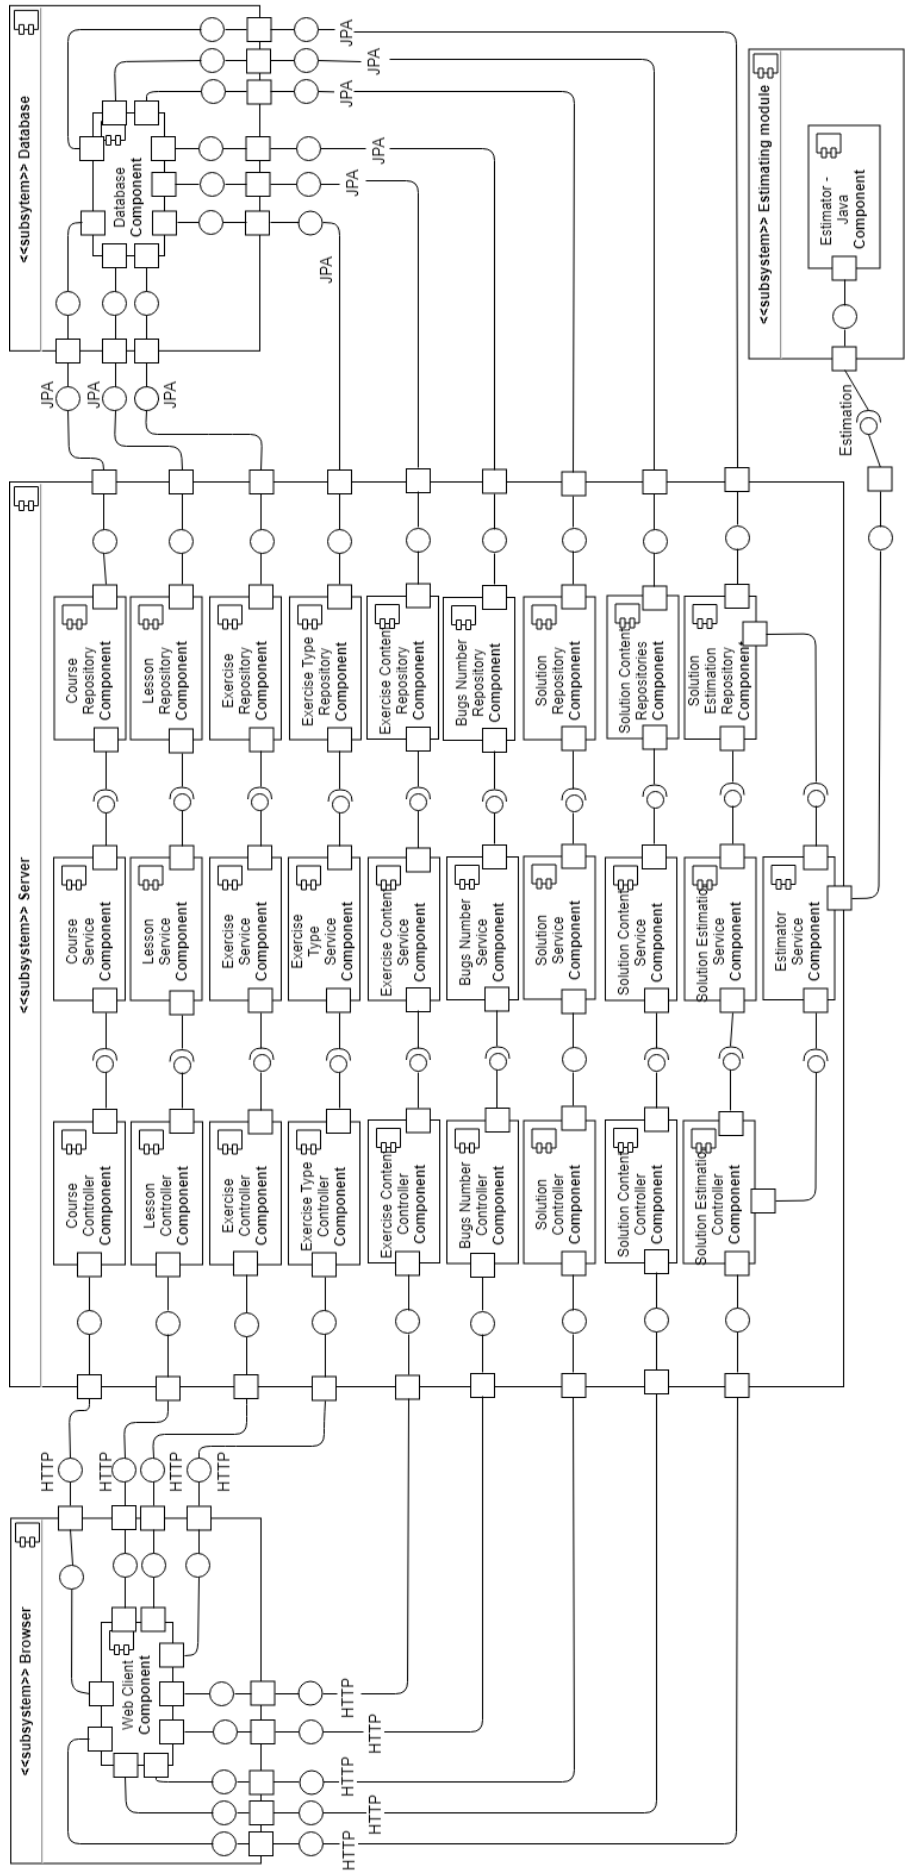 <<subsystem>> Browser
Web Client
Component
HTTP
HTTP
HTTP
HTTP
HTTP
HTTP
HTTP
HTTP
HTTP
<<subsystem>> Server
Course
Controller
Component
Course
Service
Component
Course
Repository
Component
Lesson
Controller
Component
Lesson
Service
Component
Lesson
Repository
Component
Exercise
Controller
Component
Exercise
Service
Component
Exercise
Repository
Component
Exercise Type
Controller
Component
Exercise
Type
Service
Component
Exercise Type
Repository
Component
Exercise Content
Controller
Component
Exercise Content
Service
Component
Exercise Content
Repository
Component
Bugs Number
Controller
Component
Bugs Number
Service
Component
Bugs Number
Repository
Component
Solution
Controller
Component
Solution
Service
Component
Solution
Repository
Component
Solution Content
Controller
Component
Solution Content
Service
Component
Solution Content
Repositories
Component
Solution Estimation
Controller
Component
Solution Estimation
Service
Component
Solution
Estimation
Repository
Component
Estimator
Service
Component
<<subsytem>> Database
Database
Component
JPA
JPA
JPA
JPA
JPA
JPA
JPA
JPA
JPA
Estimation
<<subsystem>> Estimating module
Estimator -
Java
Component